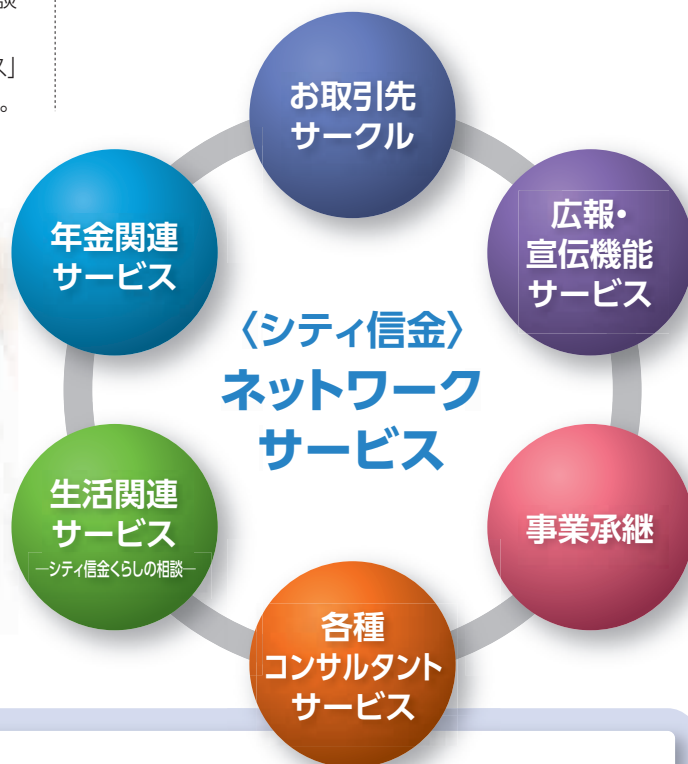 談
ス」
。
お取引先
サークル
広報・
宣伝機能
サービス
事業承継
各種
コンサルタント
サービス
生活関連
サービス
―シティ信金くらしの相談―
年金関連
サービス
〈シティ信金〉
ネットワーク
サービス